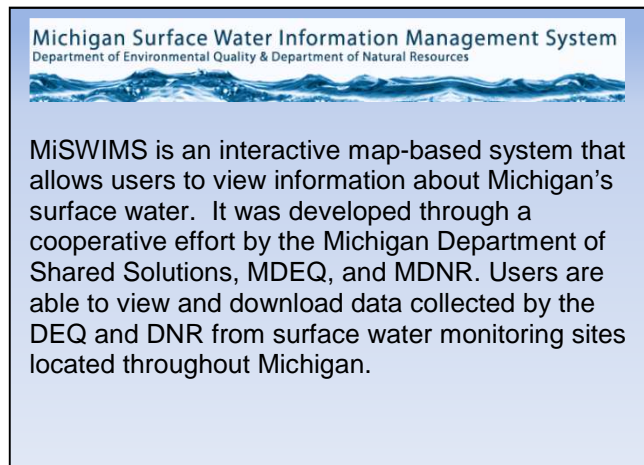 Michigan Surface Water Information Management System
Department of Environmental Quality & Department of Natural Resources
MiSWIMS is an interactive map-based system that
allows users to view information about Michigan's
surface water.  It was developed through a
cooperative effort by the Michigan Department of
Shared Solutions, MDEQ, and MDNR. Users are
able to view and download data collected by the
DEQ and DNR from surface water monitoring sites
located throughout Michigan.